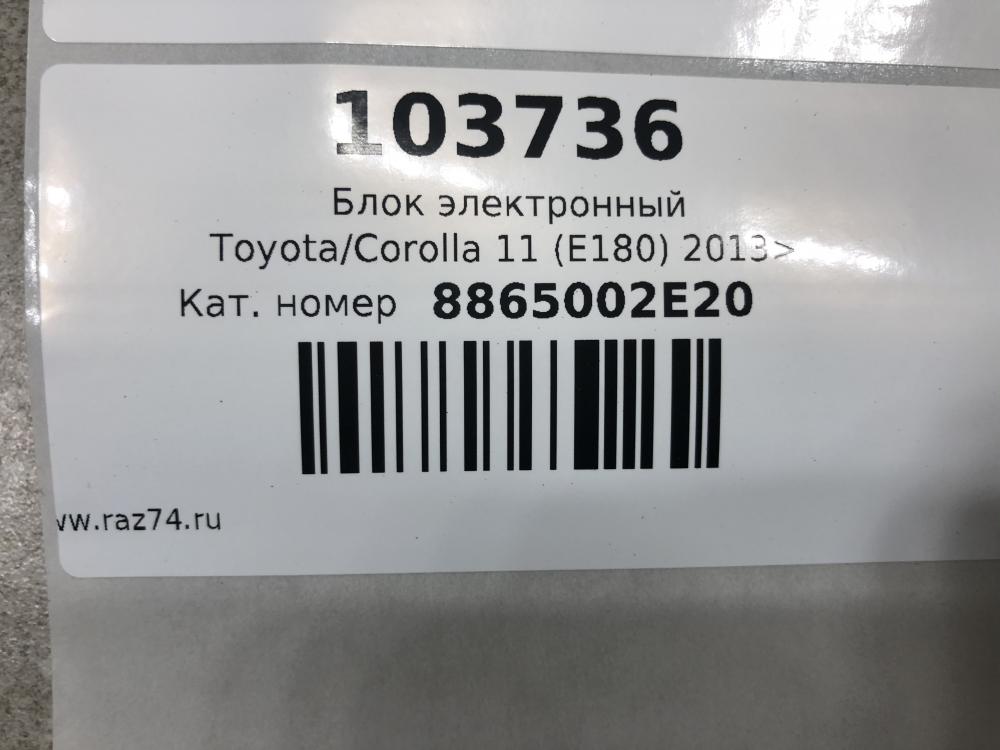 103736
Блок электронный
Toyota/Corolla 11 (E180) 2013>
Кат. номер 8865002E20
ww.raz74.ru